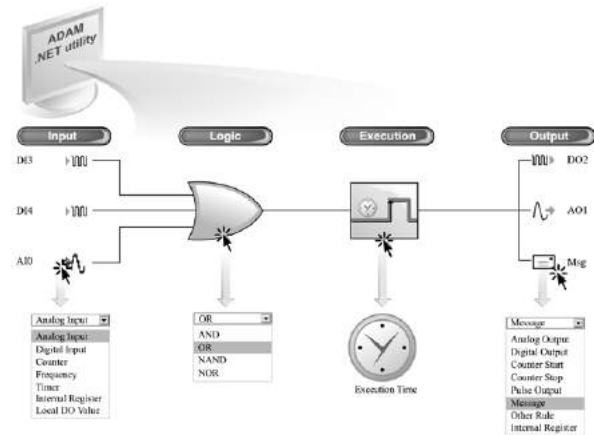 ADAM
.NET utility
Input
Logic
Execution
Output
DI3
DO2
DI4
AO1
AI0
Msg
Analog Input
Analog Input
Digital Input
Counter
Frequency
Timer
Internal Register
Local DO Value
OR
AND
OR
NAND
NOR
Execution Time
Message
Analog Output
Digital Output
Counter Start
Counter Stop
Pulse Output
Message
Other Rule
Internal Register